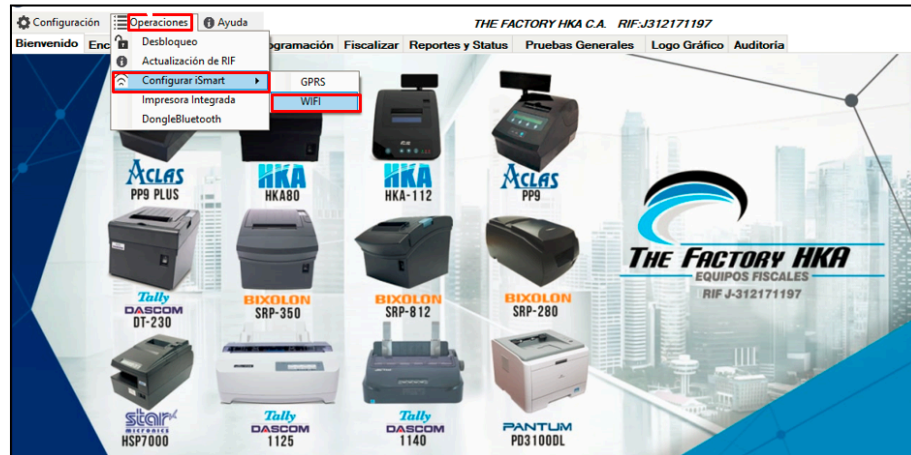 Configuración Operaciones Ayuda THE FACTORY HKA C.A. RIF:J312171197
Bienvenido Enc ogramación Fiscalizar Reportes y Status Pruebas Generales Logo Gráfico Auditoria
Desbloqueo
Actualización de RIF
Configurar iSmart
GPRS
Impresora Integrada
WIFI
DongleBluetooth
ACLAS
PP9 PLUS
HKA
HKA80
HKA
HKA-112
ACLAS
PP9
THE FACTORY HKA
EQUIPOS FISCALES
RIF J-312171197
Tally
DASCOM
DT-230
BIXOLON
SRP-350
BIXOLON
SRP-812
BIXOLON
SRP-280
star
MICRONICS
HSP7000
Tally
DASCOM
1125
Tally
DASCOM
1140
PANTUM
PD3100DL